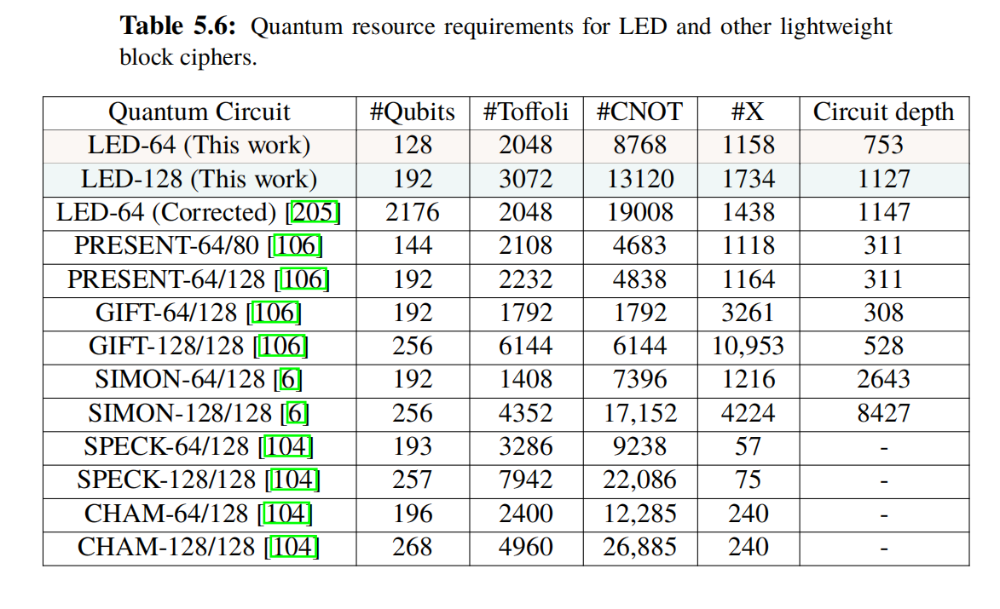 Table 5.6: Quantum resource requirements for LED and other lightweight
block ciphers.
Quantum Circuit #Qubits #Toffoli #CNOT #X Circuit depth
LED-64 (This work) 128 2048 8768 1158 753
LED-128 (This work) 192 3072 13120 1734 1127
LED-64 (Corrected) [205] 2176 2048 19008 1438 1147
PRESENT-64/80 [106] 144 2108 4683 1118 311
PRESENT-64/128 [106] 192 2232 4838 1164 311
GIFT-64/128 [106] 192 1792 1792 3261 308
GIFT-128/128 [106] 256 6144 6144 10,953 528
SIMON-64/128 [6] 192 1408 7396 1216 2643
SIMON-128/128 [6] 256 4352 17,152 4224 8427
SPECK-64/128 [104] 193 3286 9238 57 -
SPECK-128/128 [104] 257 7942 22,086 75 -
CHAM-64/128 [104] 196 2400 12,285 240 -
CHAM-128/128 [104] 268 4960 26,885 240 -